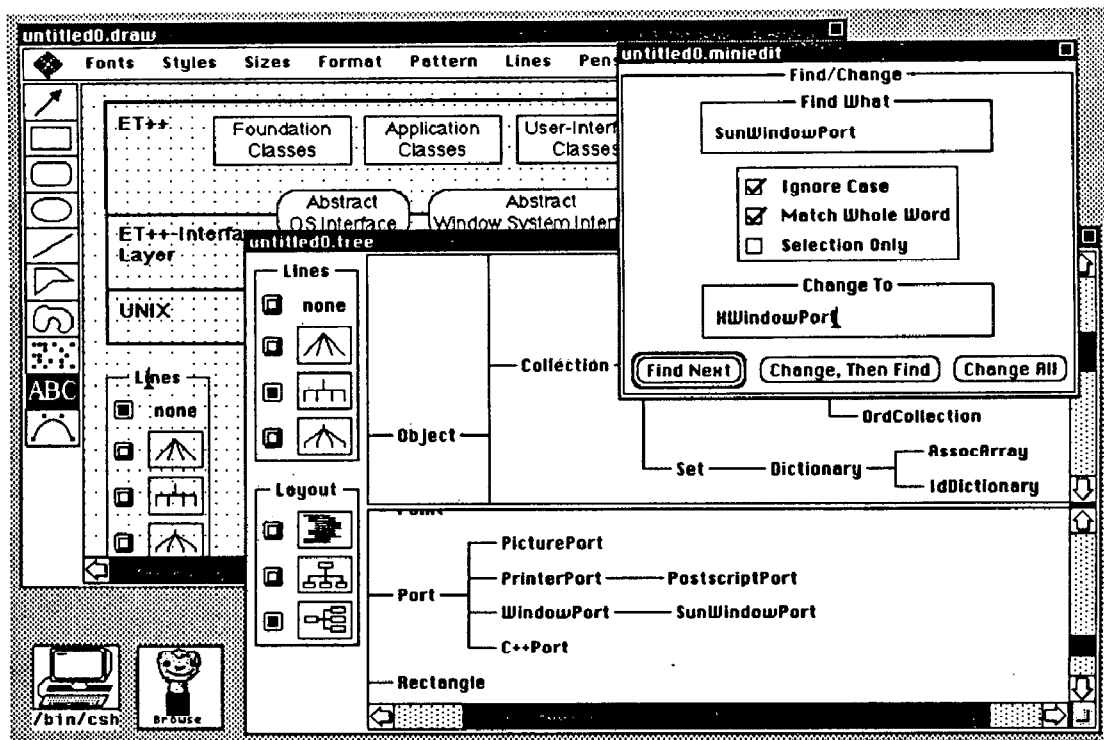 untitled0.draw
Fonts Styles Sizes Format Pattern Lines Pens
ET++
Foundation
Classes
Application
Classes
User-Interf
Classes
Abstract
OS Interface
Abstract
Window System Inter
ET++-Interfa
Layer
UNIX
Lines
none
ABC
untitled0.miniedit
Find/Change
Find What
SunWindowPort
Ignore Case
Match Whole Word
Selection Only
Change To
XWindowPort
Find Next
Change, Then Find
Change All
untitled0.tree
Lines
none
Layout
Object
Collection
OrdCollection
Set
Dictionary
AssocArray
IdDictionary
Point
Port
PicturePort
PrinterPort
PostscriptPort
WindowPort
SunWindowPort
C++Port
Rectangle
/bin/csh
Browse